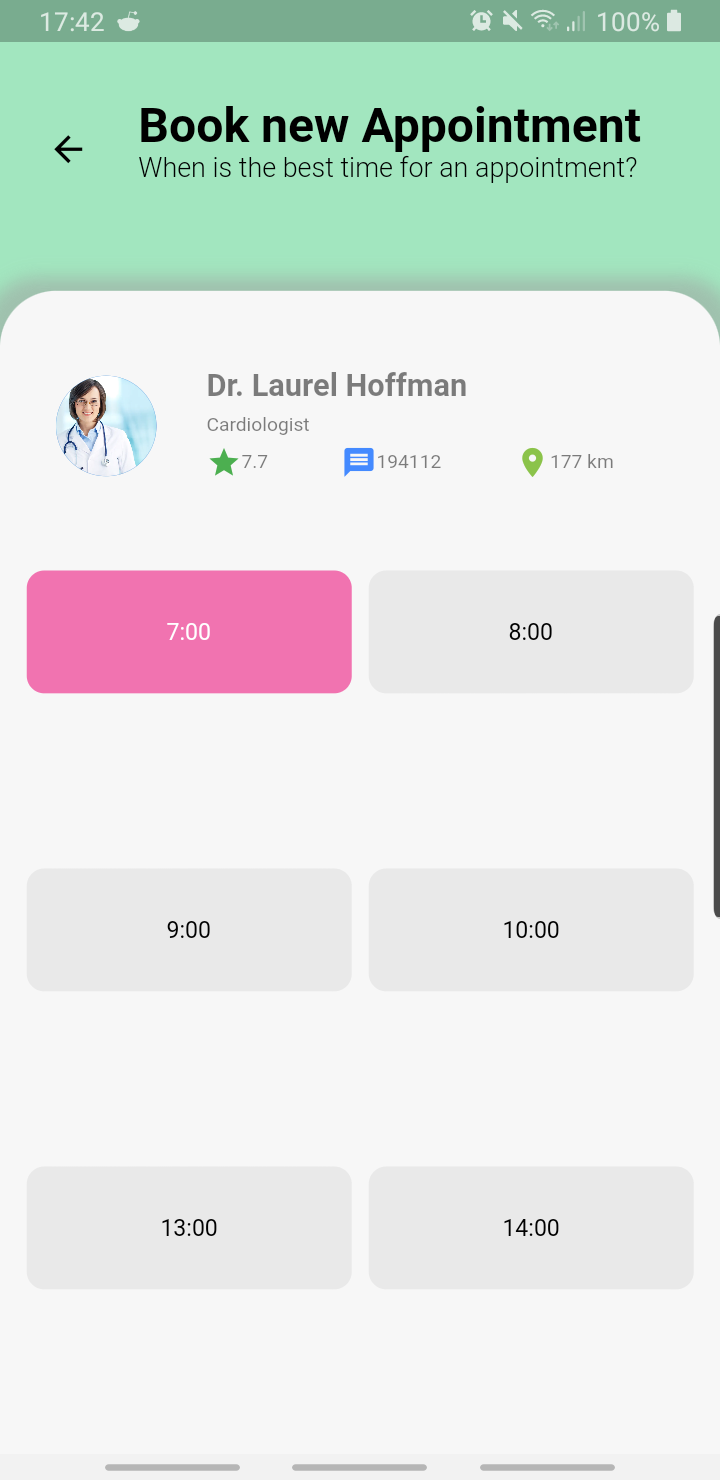 17:42 100%
Book new Appointment
When is the best time for an appointment?
Dr. Laurel Hoffman
Cardiologist
7.7 194112 177 km
7:00 8:00
9:00 10:00
13:00 14:00